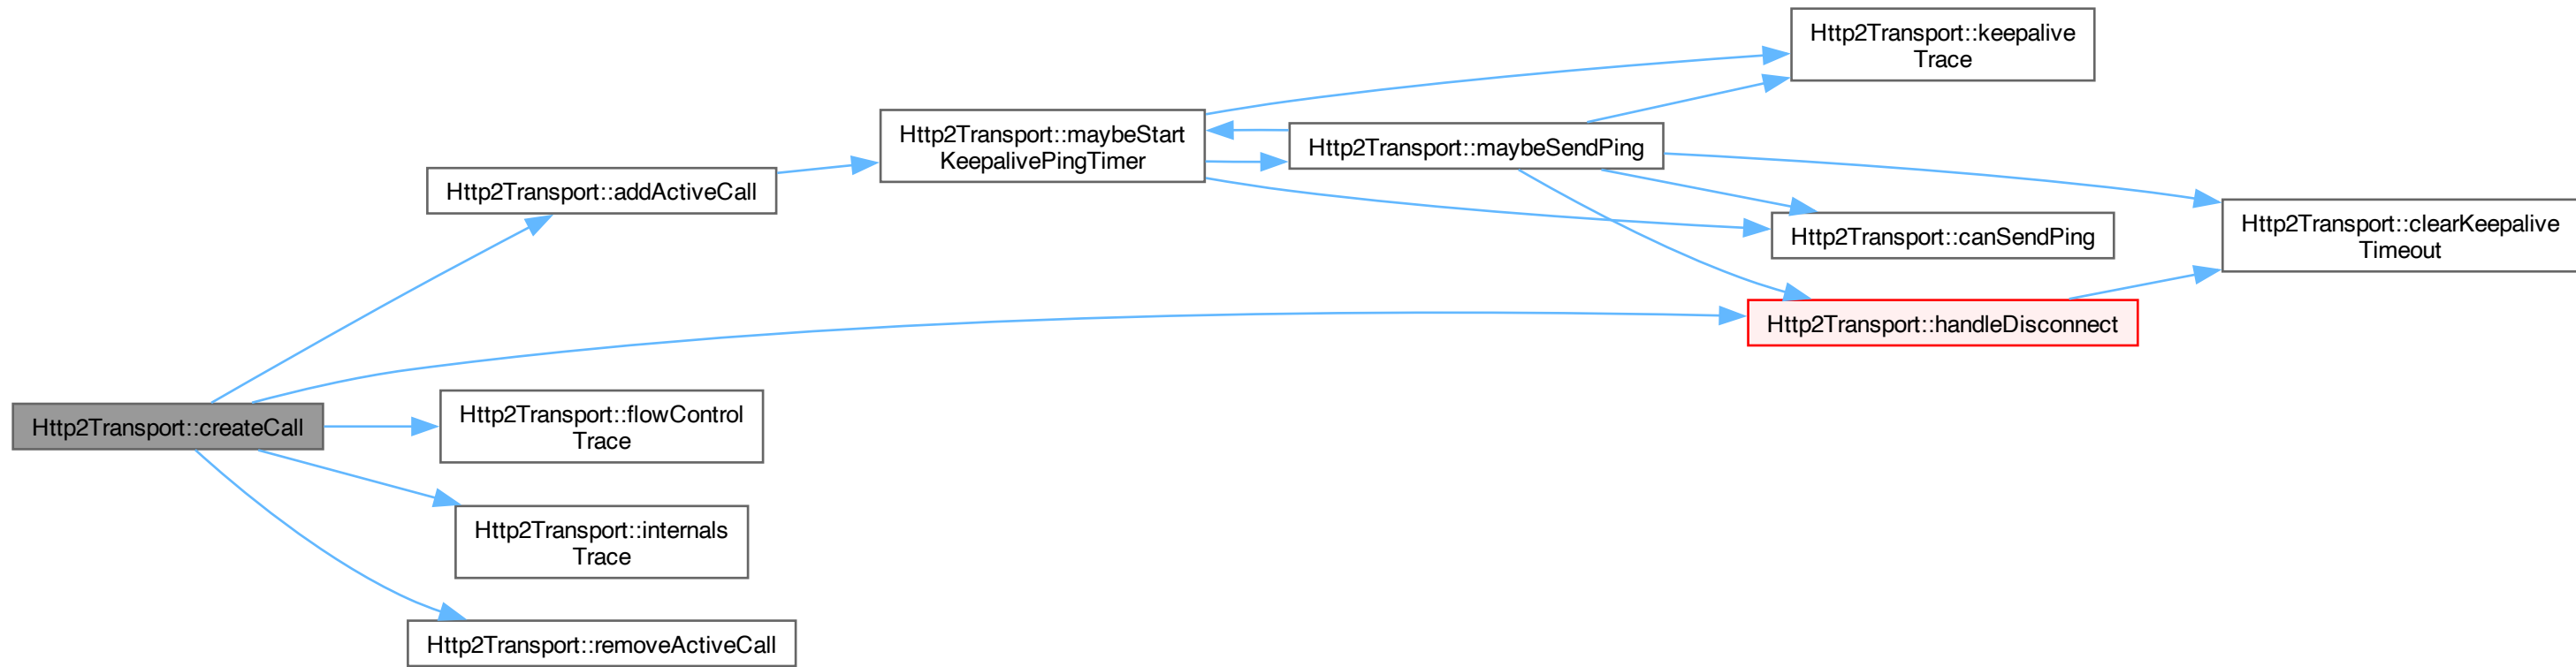 Http2Transport::createCall
Http2Transport::addActiveCall
Http2Transport::maybeStart
KeepalivePingTimer
Http2Transport::maybeSendPing
Http2Transport::keepalive
Trace
Http2Transport::canSendPing
Http2Transport::handleDisconnect
Http2Transport::clearKeepalive
Timeout
Http2Transport::flowControl
Trace
Http2Transport::internals
Trace
Http2Transport::removeActiveCall